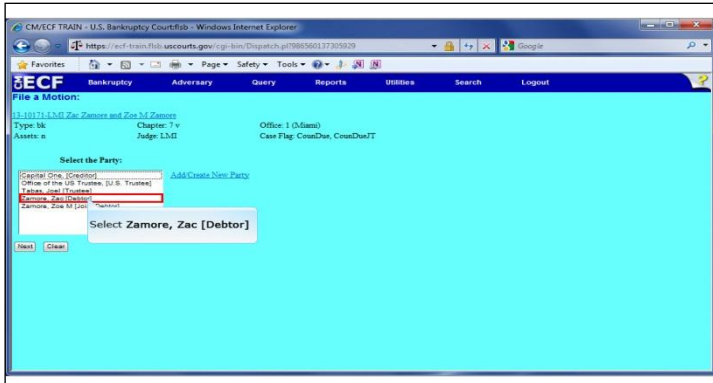 CM/ECF TRAIN - U.S. Bankruptcy Court:flsb - Windows Internet Explorer
https://ecf-train.flsb.uscourts.gov/cgi-bin/Dispatch.pl?986560137305929
Google
Favorites Page Safety Tools
ECF Bankruptcy Adversary Query Reports Utilities Search Logout
File a Motion:
13-10171-LMI Zac Zamore and Zoe M Zamore
Type: bk Chapter: 7 v Office: 1 (Miami)
Assets: n Judge: LMI Case Flag: CounDue, CounDueJT
Select the Party:
Capital One, [Creditor] Add/Create New Party
Office of the US Trustee, [U.S. Trustee]
Tabas, Joel [Trustee]
Zamore, Zac [Debtor]
Zamore, Zoe M [Joi Debtor]
Select Zamore, Zac [Debtor]
Next Clear